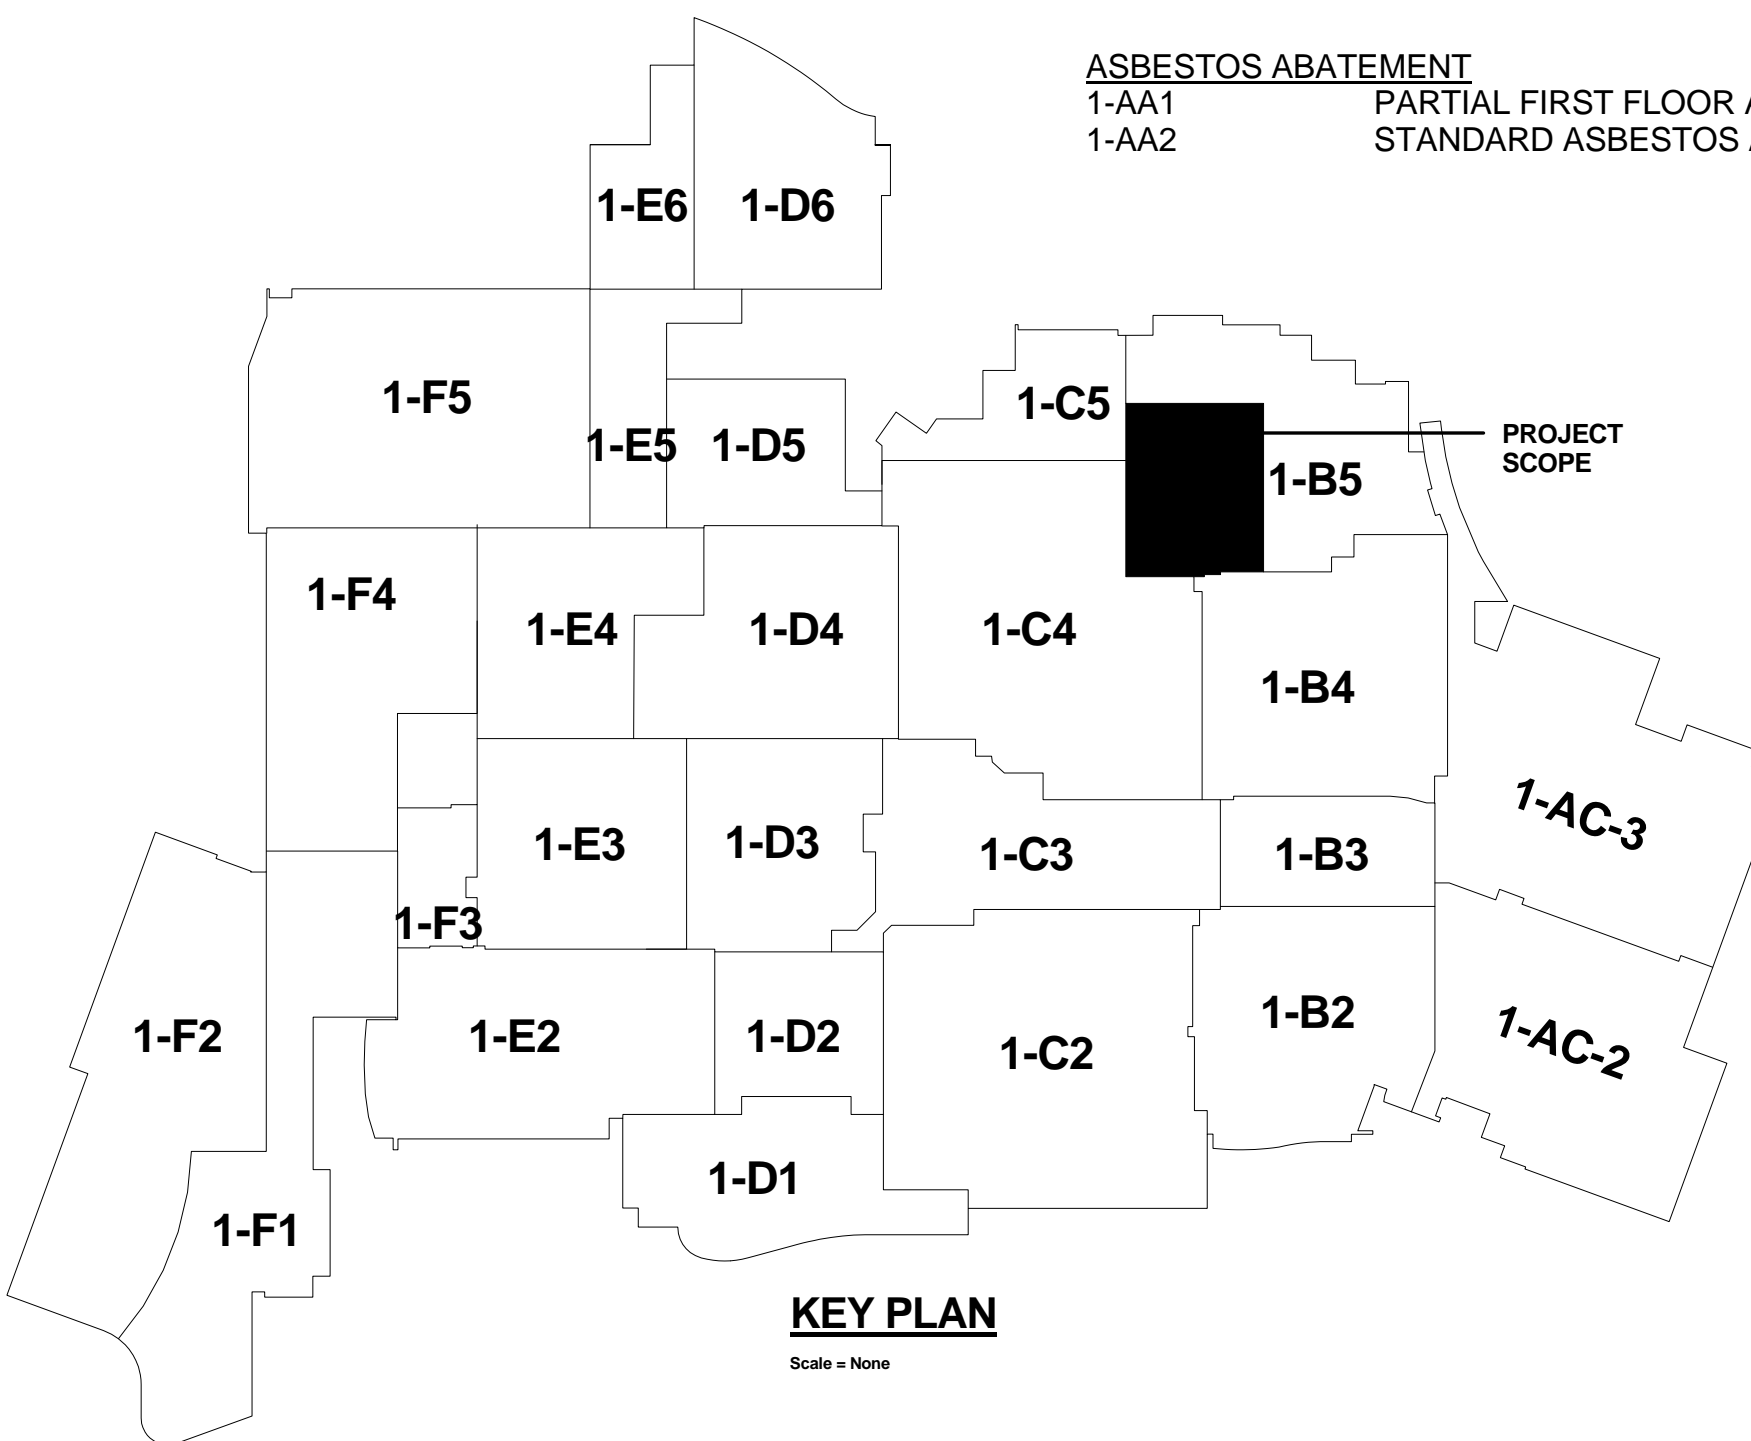 ASBESTOS ABATEMENT
1-AA1 PARTIAL FIRST FLOOR
1-AA2 STANDARD ASBESTOS
1-E6 1-D6
1-F5
1-E5
1-D5
1-C5
PROJECT
SCOPE
1-B5
1-F4
1-E4
1-D4
1-C4
1-B4
1-AC-3
1-E3
1-D3
1-C3
1-B3
1-F3
1-F2
1-E2
1-D2
1-C2
1-B2
1-AC-2
1-D1
1-F1
KEY PLAN
Scale = None